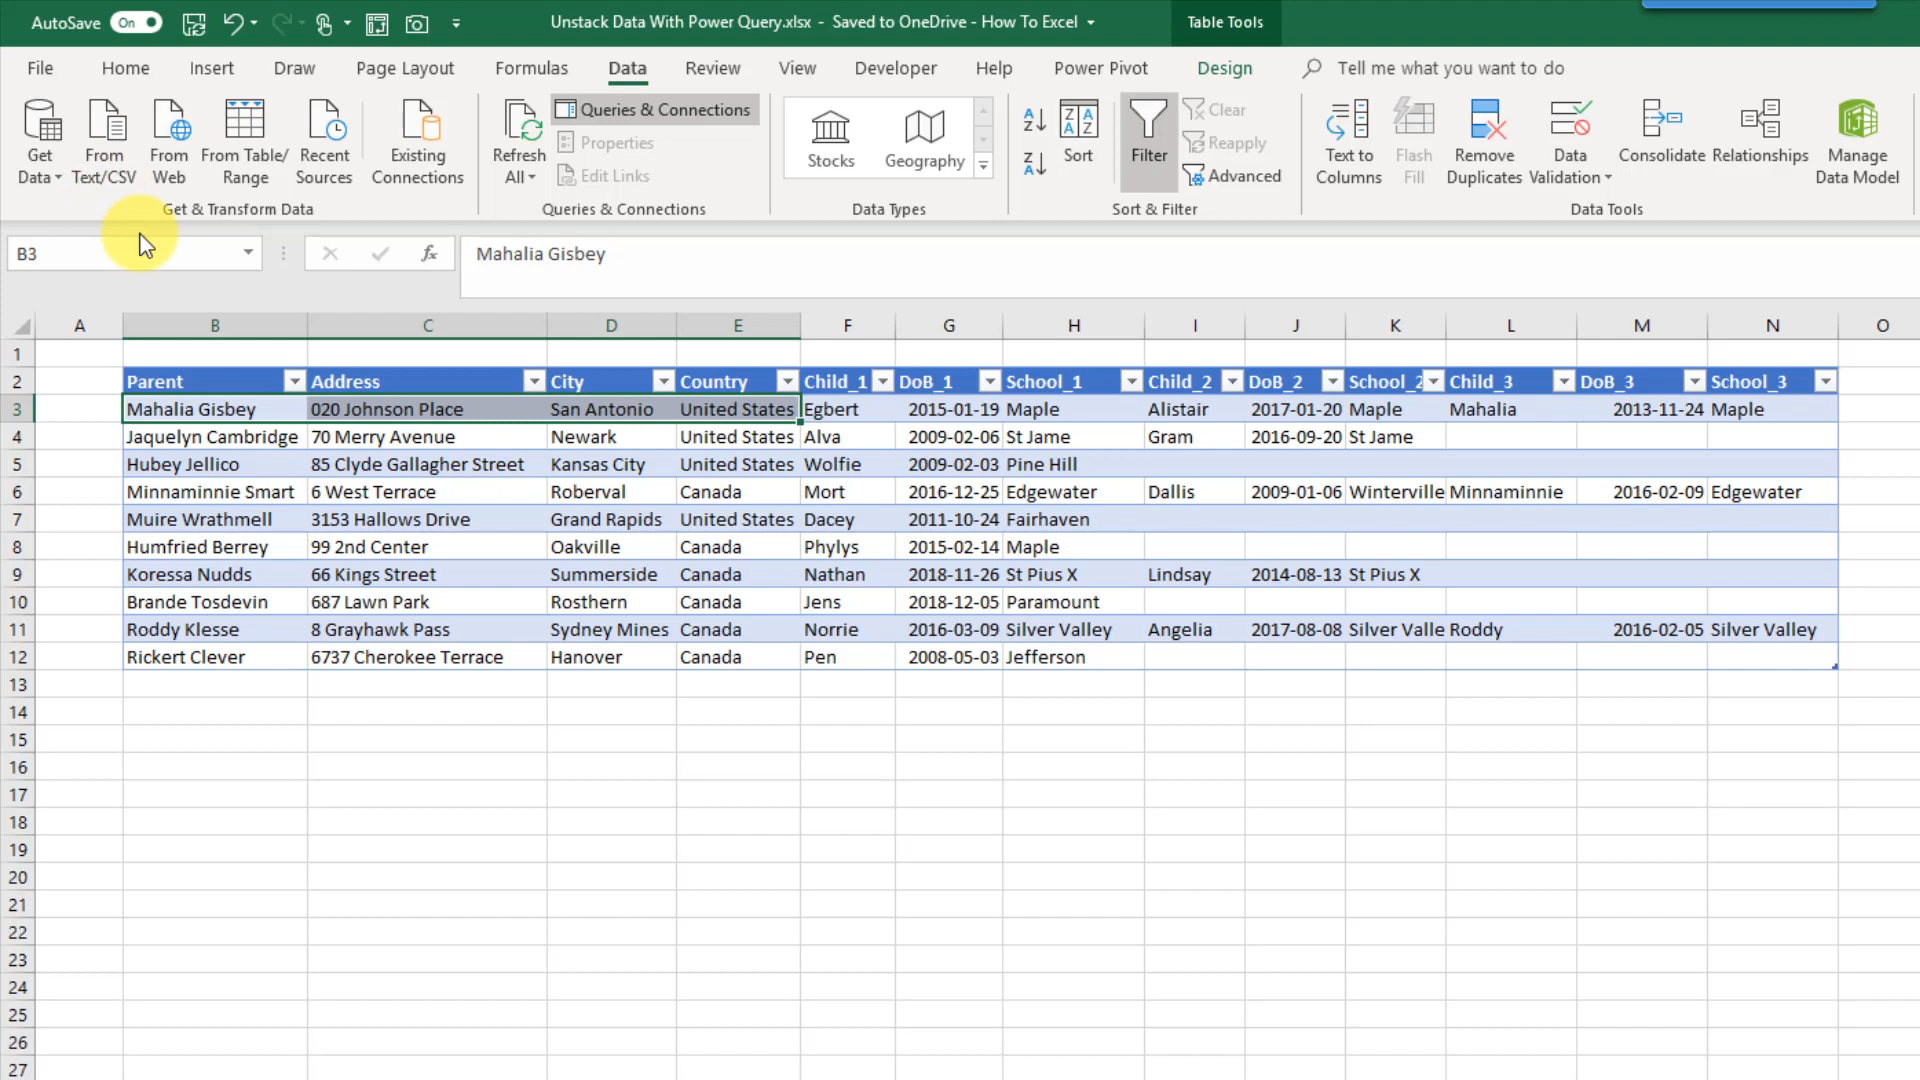 AutoSave On Unstack Data With Power Query.xlsx - Saved to OneDrive - How To Excel Table Tools
File Home Insert Draw Page Layout Formulas Data Review View Developer Help Power Pivot Design Tell me what you want to do
Get Data From Text/CSV From Web From Table/ Range Recent Sources Existing Connections
Get & Transform Data
Refresh All Queries & Connections
Properties
Edit Links
Queries & Connections
Stocks Geography
Data Types
Sort Filter Clear
Reapply
Advanced
Sort & Filter
Text to Columns Flash Fill Remove Duplicates Data Validation Consolidate Relationships Manage Data Model
Data Tools
B3 fx Mahalia Gisbey
A B C D E F G H I J K L M N O
1
2 Parent Address City Country Child_1 DoB_1 School_1 Child_2 DoB_2 School_2 Child_3 DoB_3 School_3
3 Mahalia Gisbey 020 Johnson Place San Antonio United States Egbert 2015-01-19 Maple Alistair 2017-01-20 Maple Mahalia 2013-11-24 Maple
4 Jaquelyn Cambridge 70 Merry Avenue Newark United States Alva 2009-02-06 St Jame Gram 2016-09-20 St Jame
5 Hubey Jellico 85 Clyde Gallagher Street Kansas City United States Wolfie 2009-02-03 Pine Hill
6 Minnaminnie Smart 6 West Terrace Roberval Canada Mort 2016-12-25 Edgewater Dallis 2009-01-06 Winterville Minnaminnie 2016-02-09 Edgewater
7 Muire Wrathmell 3153 Hallows Drive Grand Rapids United States Dacey 2011-10-24 Fairhaven
8 Humfried Berrey 99 2nd Center Oakville Canada Phylys 2015-02-14 Maple
9 Koressa Nudds 66 Kings Street Summerside Canada Nathan 2018-11-26 St Pius X Lindsay 2014-08-13 St Pius X
10 Brande Tosdevin 687 Lawn Park Rosthern Canada Jens 2018-12-05 Paramount
11 Roddy Klesse 8 Grayhawk Pass Sydney Mines Canada Norrie 2016-03-09 Silver Valley Angelia 2017-08-08 Silver Valle Roddy 2016-02-05 Silver Valley
12 Rickert Clever 6737 Cherokee Terrace Hanover Canada Pen 2008-05-03 Jefferson
13
14
15
16
17
18
19
20
21
22
23
24
25
26
27